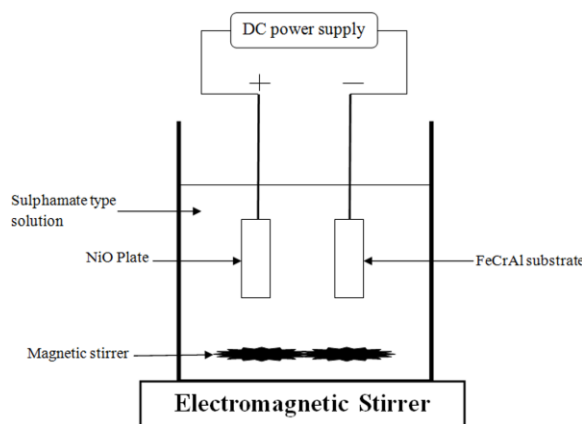 DC power supply
+ −
Sulphamate type
solution
NiO Plate
FeCrAl substrate
Magnetic stirrer
Electromagnetic Stirrer